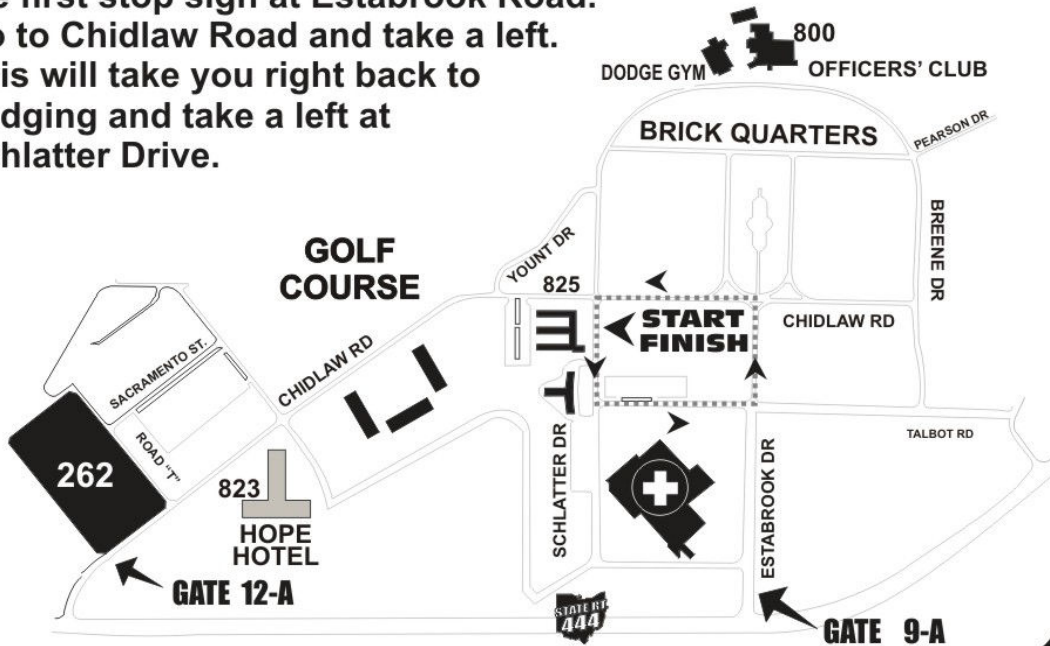 first stop sign at Estabrook Road.
to Chidlaw Road and take a left.
will take you right back to
and take a left at
Drive.
800
DODGE GYM
OFFICERS' CLUB
BRICK QUARTERS
PEARSON DR
BREENE DR
GOLF
COURSE
YOUNT DR
825
START
FINISH
CHIDLAW RD
SACRAMENTO ST.
CHIDLAW RD
ROAD "T"
262
823
HOPE
HOTEL
SCHLATTER DR
ESTABROOK DR
TALBOT RD
GATE 12-A
STATE RT
444
GATE 9-A